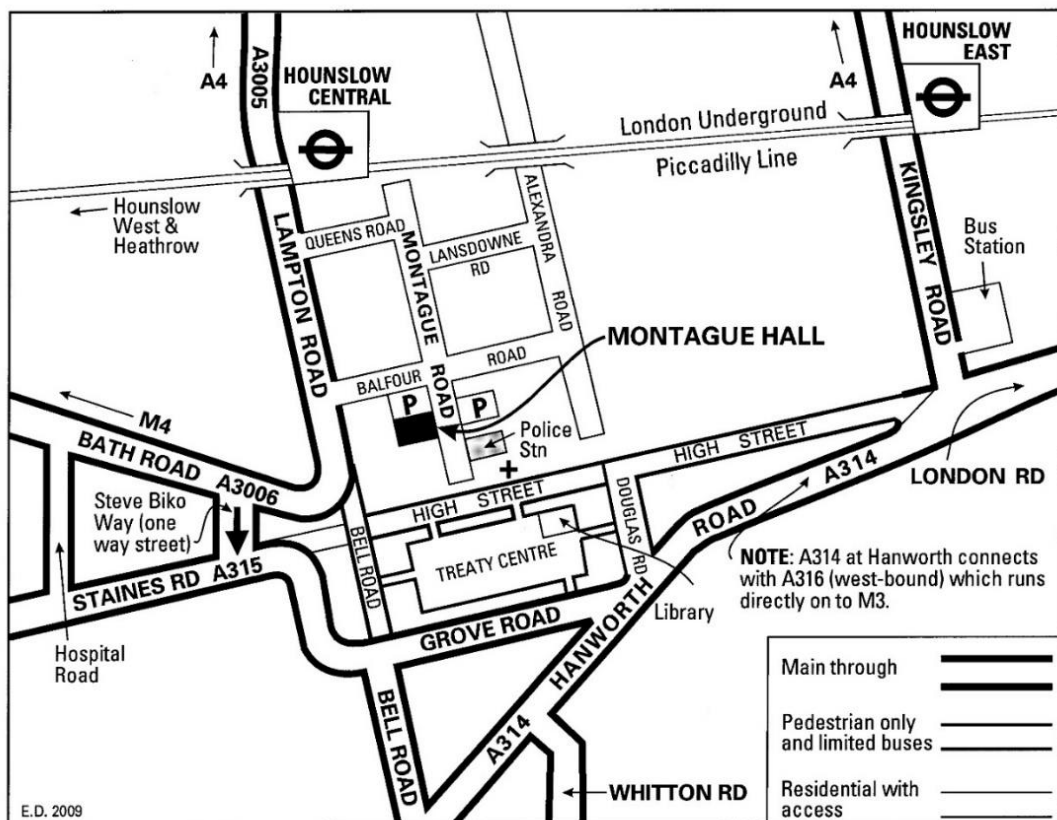 HOUNSLOW
CENTRAL
A4
A3005
A4
HOUNSLOW
EAST
London Underground
Piccadilly Line
Hounslow
West &
Heathrow
QUEENS ROAD
LANSDOWNE
RD
ALEXANDRA ROAD
KINGSLEY ROAD
Bus
Station
LAMPTON ROAD
MONTAGUE ROAD
MONTAGUE HALL
BALFOUR ROAD
P
P
Police
Stn
M4
BATH ROAD A3006
HIGH STREET
HIGH STREET
LONDON RD
Steve Biko
Way (one
way street)
STAINES RD A315
BELL ROAD
TREATY CENTRE
DOUGLAS RD
Library
HANWORTH ROAD A314
NOTE: A314 at Hanworth connects
with A316 (west-bound) which runs
directly on to M3.
Hospital
Road
GROVE ROAD
BELL ROAD
A314
WHITTON RD
Main through
Pedestrian only
and limited buses
Residential with
access
E.D. 2009